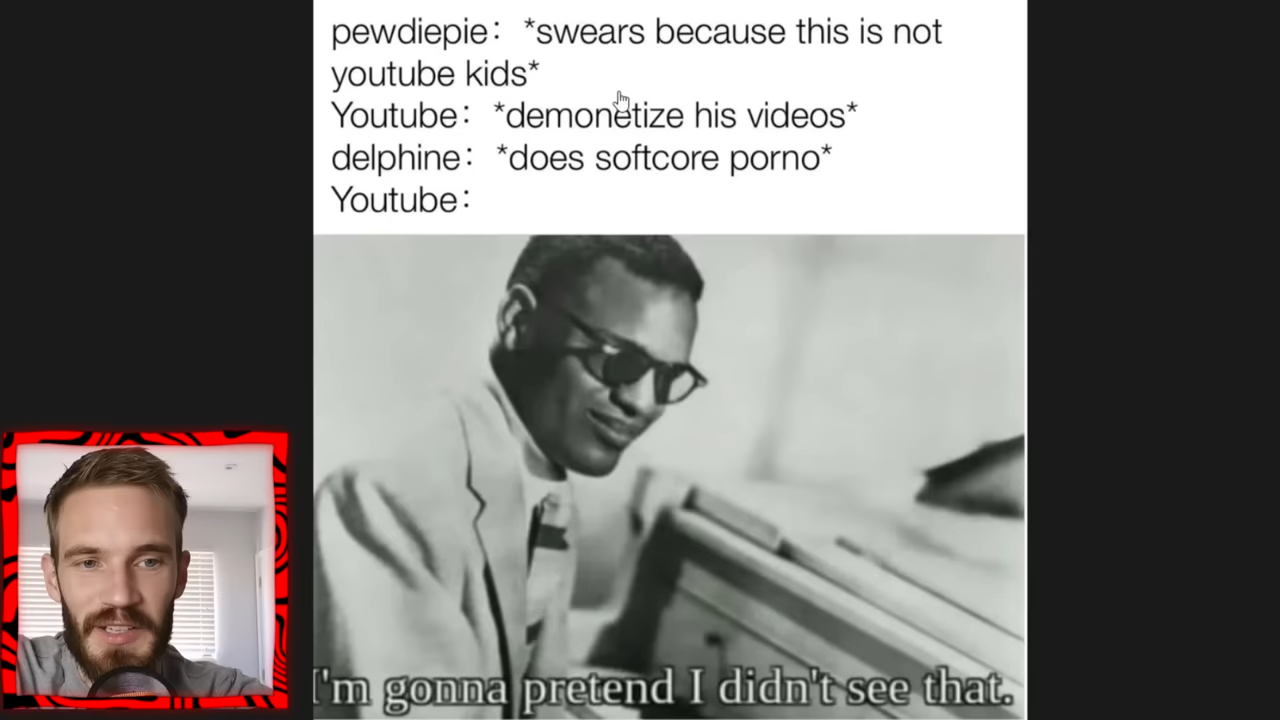 pewdiepie: *swears because this is not
youtube kids*
Youtube: *demonetize his videos*
delphine: *does softcore porno*
Youtube:
I'm gonna pretend I didn't see that.